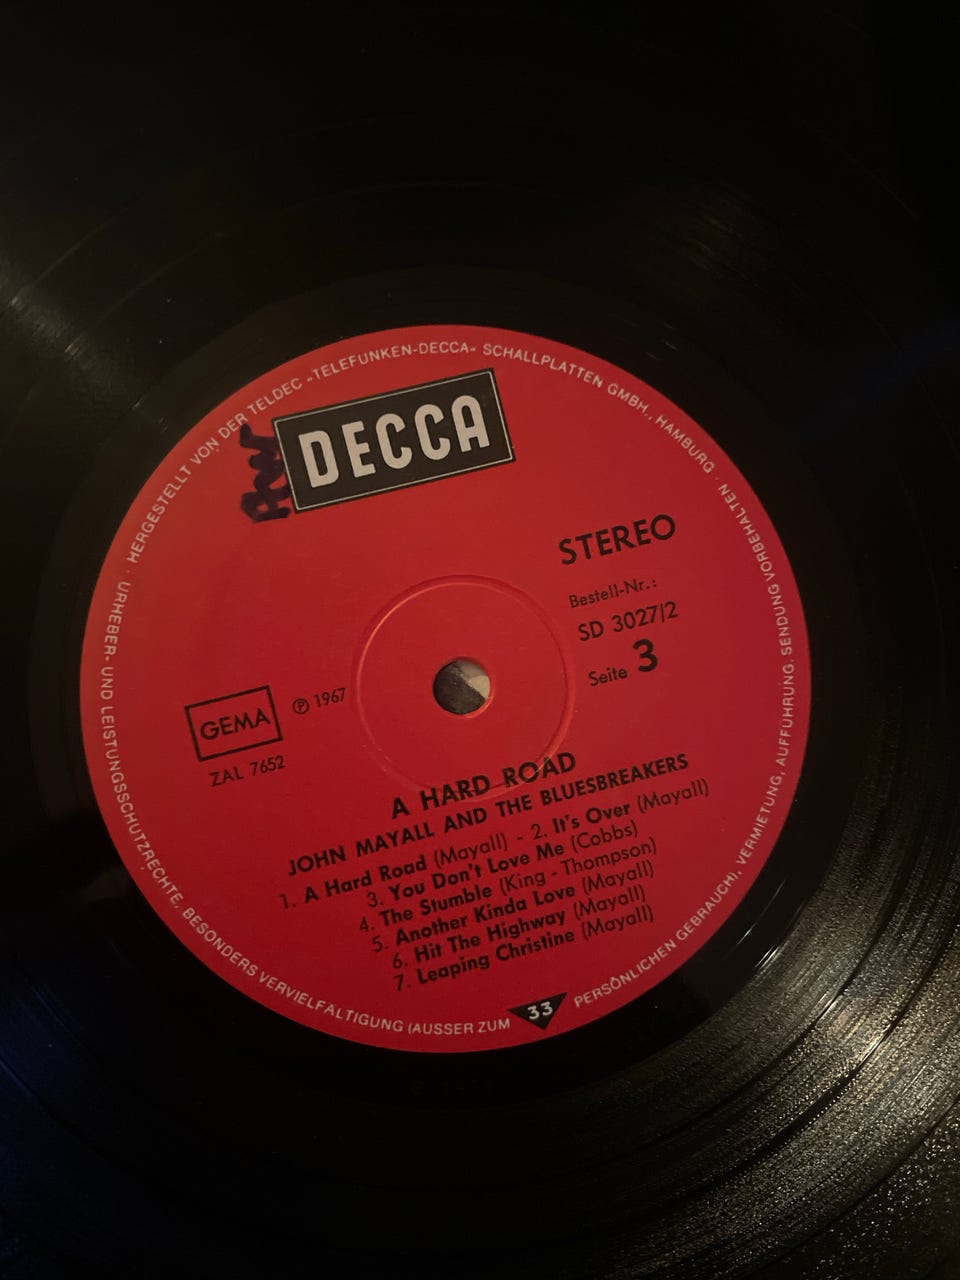 HERGESTELLT VON DER TELDEC „TELEFUNKEN-DECCA“ SCHALLPLATTEN GMBH., HAMBURG · URHEBER- UND LEISTUNGSSCHUTZRECHTE, BESONDERS VERVIELFÄLTIGUNG (AUSSER ZUM PERSÖNLICHEN GEBRAUCH), VERMIETUNG, AUFFÜHRUNG, SENDUNG VORBEHALTEN ·
DECCA
STEREO
Bestell-Nr.:
SD 3027/2
Seite 3
GEMA
℗ 1967
ZAL 7652
A HARD ROAD
JOHN MAYALL AND THE BLUESBREAKERS
1. A Hard Road (Mayall) - 2. It's Over (Mayall)
3. You Don't Love Me (Cobbs)
4. The Stumble (King - Thompson)
5. Another Kinda Love (Mayall)
6. Hit The Highway (Mayall)
7. Leaping Christine (Mayall)
33